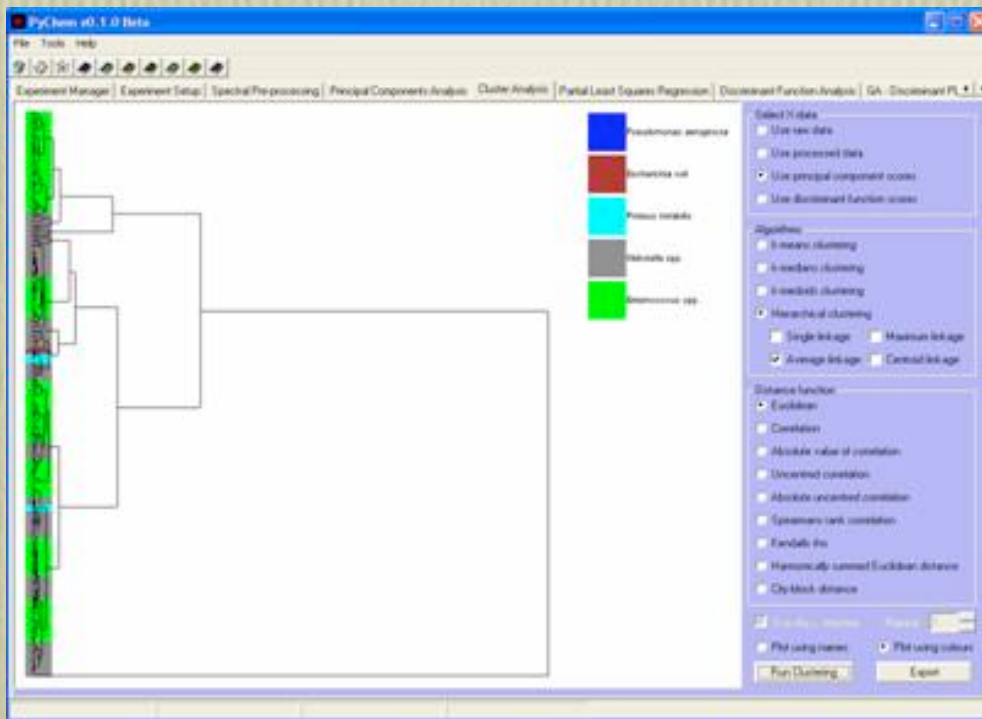 PyChem v0.1.0 Beta
File Tools Help
Experiment Manager
Experiment Setup
Spectral Pre-processing
Principal Components Analysis
Cluster Analysis
Partial Least Squares Regression
Discriminant Function Analysis
GA - Discriminant
Pseudomonas aeruginosa
Escherichia coli
Proteus mirabilis
Klebsiella spp.
Enterococcus spp.
Select X-data
Use raw data
Use processed data
Use principal component scores
Use discriminant function scores
Algorithms
k-means clustering
k-medians clustering
k-medoids clustering
Hierarchical clustering
Single linkage
Maximum linkage
Average linkage
Centroid linkage
Distance function
Euclidean
Correlation
Absolute value of correlation
Uncentred correlation
Absolute uncentred correlation
Spearmans rank correlation
Kendalls
Harmonically summed Euclidean distance
City-block distance
Plot using names
Plot using colours
Run Clustering
Export